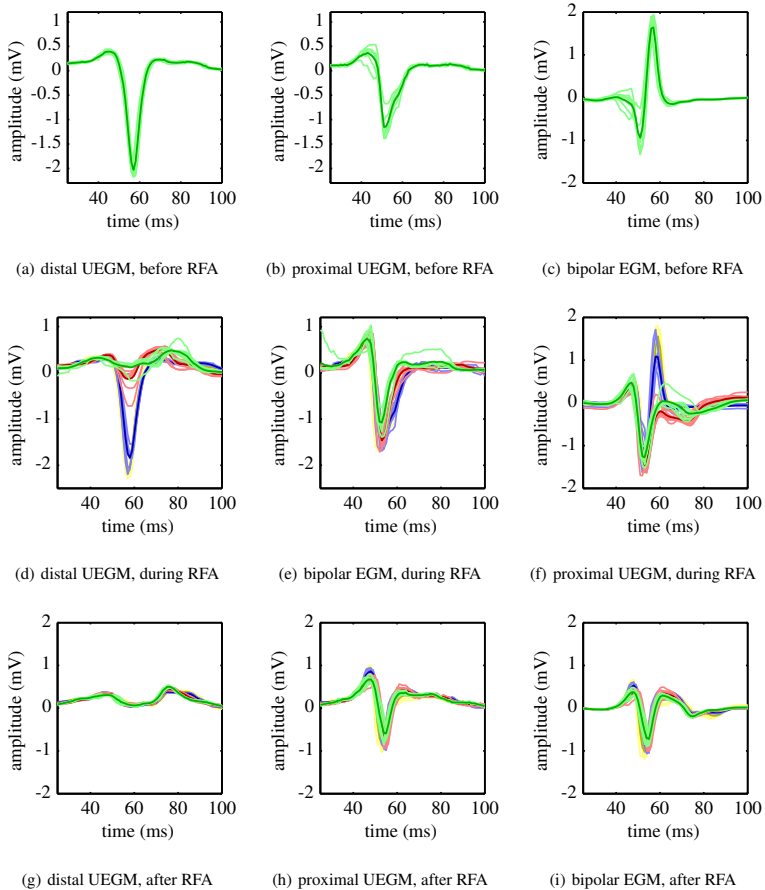 1
0.5
0
-0.5
-1
-1.5
-2
amplitude (mV)
40 60 80 100
time (ms)
(a) distal UEGM, before RFA
1
0.5
0
-0.5
-1
-1.5
-2
amplitude (mV)
40 60 80 100
time (ms)
(b) proximal UEGM, before RFA
2
1
0
-1
-2
amplitude (mV)
40 60 80 100
time (ms)
(c) bipolar EGM, before RFA
1
0
-1
-2
amplitude (mV)
40 60 80 100
time (ms)
(d) distal UEGM, during RFA
1
0
-1
-2
amplitude (mV)
40 60 80 100
time (ms)
(e) bipolar EGM, during RFA
2
1
0
-1
-2
amplitude (mV)
40 60 80 100
time (ms)
(f) proximal UEGM, during RFA
2
1
0
-1
-2
amplitude (mV)
40 60 80 100
time (ms)
(g) distal UEGM, after RFA
2
1
0
-1
-2
amplitude (mV)
40 60 80 100
time (ms)
(h) proximal UEGM, after RFA
2
1
0
-1
-2
amplitude (mV)
40 60 80 100
time (ms)
(i) bipolar EGM, after RFA